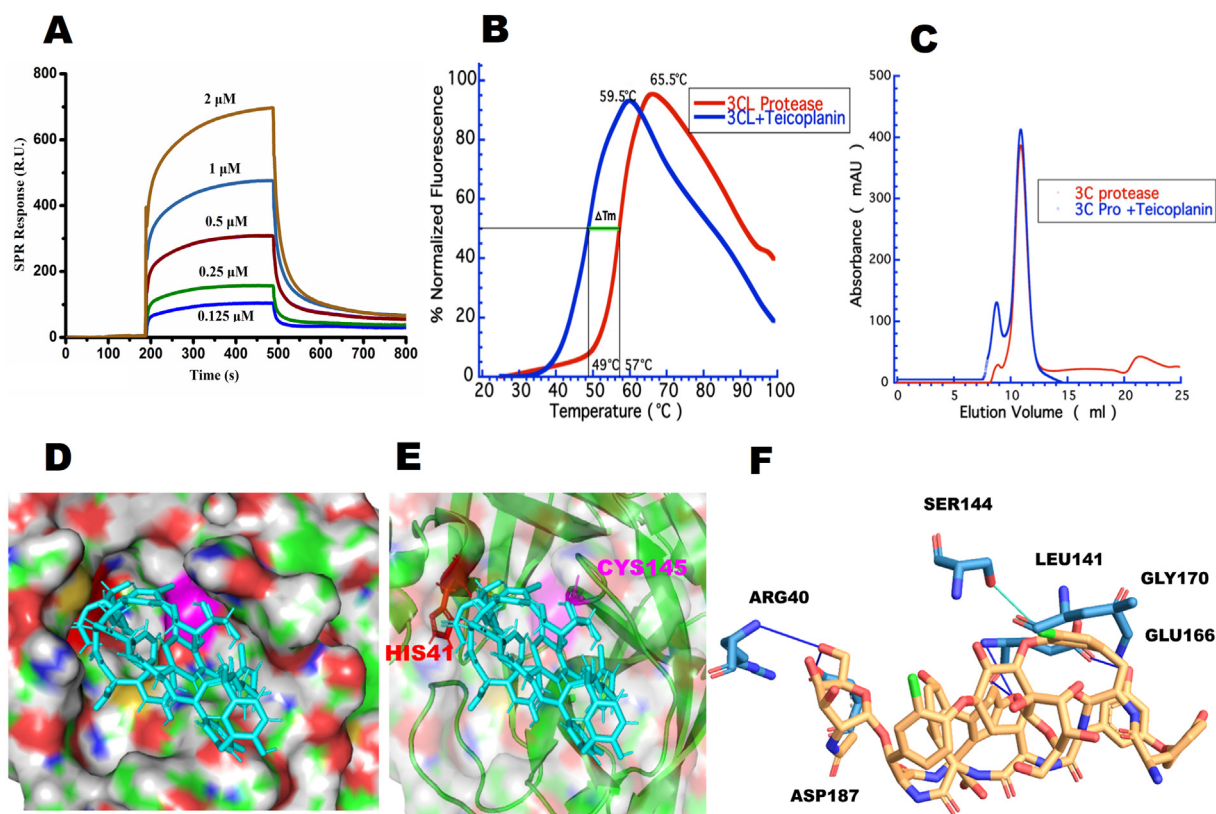 A
800
600
400
200
0
SPR Response (R.U.)
2 µM
1 µM
0.5 µM
0.25 µM
0.125 µM
0 100 200 300 400 500 600 700 800
Time (s)
B
100
80
60
40
20
0
% Normalized Fluorescence
65.5°C
59.5°C
3CL Protease
3CL+Teicoplanin
ΔTm
49°C 57°C
20 30 40 50 60 70 80 90 100
Temperature (°C)
C
500
400
300
200
100
0
Absorbance ( mAU)
3C protease
3C Pro +Teicoplanin
0 5 10 15 20 25
Elution Volume ( ml)
D
E
CYS145
HIS41
F
SER144
LEU141
GLY170
ARG40
GLU166
ASP187